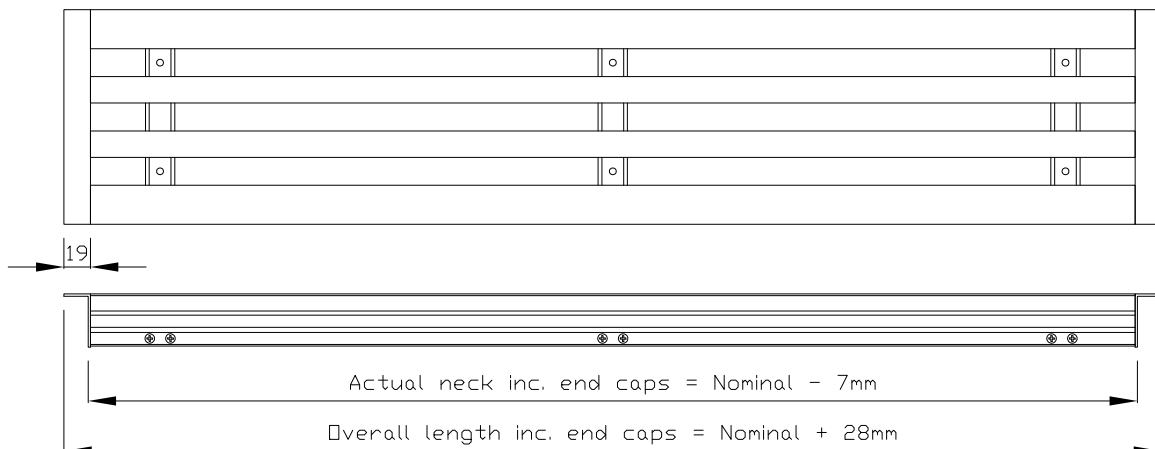 19
Actual neck inc. end caps = Nominal - 7mm
Overall length inc. end caps = Nominal + 28mm